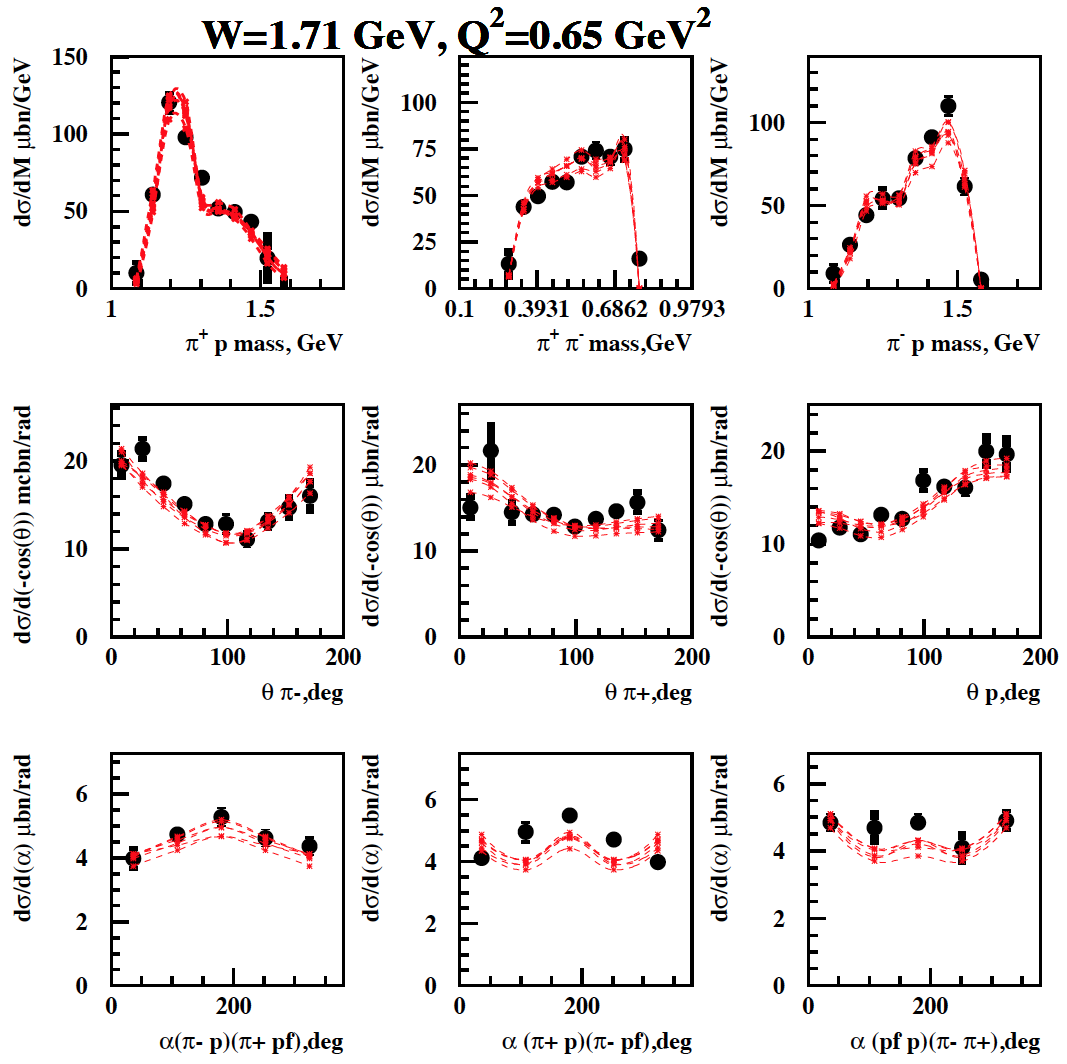 W=1.71 GeV, Q²=0.65 GeV²
dσ/dM μbn/GeV
150
100
50
0
1
1.5
π⁺ p mass, GeV
dσ/dM μbn/GeV
100
75
50
25
0
0.1
0.3931
0.6862
0.9793
π⁺ π⁻ mass,GeV
dσ/dM μbn/GeV
100
50
0
1
1.5
π⁻ p mass, GeV
dσ/d(-cos(θ)) mcbn/rad
20
10
0
0
100
200
θ π-,deg
dσ/d(-cos(θ)) μbn/rad
20
10
0
0
100
200
θ π+,deg
dσ/d(-cos(θ)) μbn/rad
20
10
0
0
100
200
θ p,deg
dσ/d(α) μbn/rad
6
4
2
0
0
200
α(π- p)(π+ pf),deg
dσ/d(α) μbn/rad
6
4
2
0
0
200
α (π+ p)(π- pf),deg
dσ/d(α) μbn/rad
6
4
2
0
0
200
α (pf p)(π- π+),deg